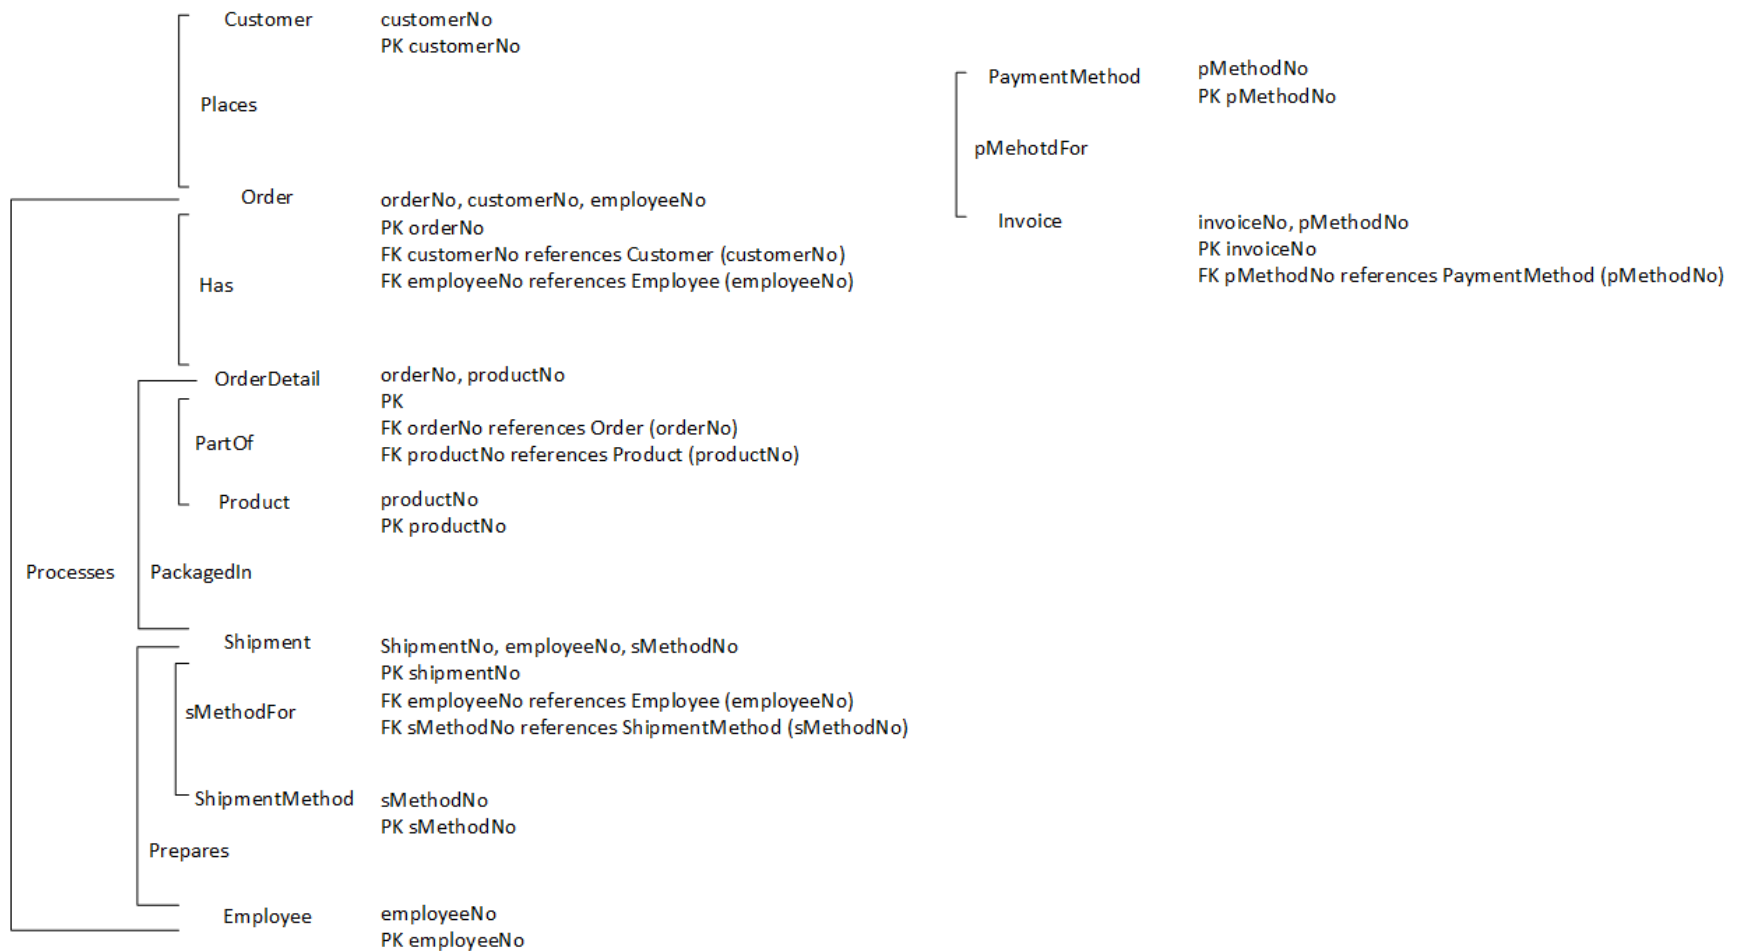 Customer
customerNo
PK customerNo
Places
Order
orderNo, customerNo, employeeNo
PK orderNo
FK customerNo references Customer (customerNo)
FK employeeNo references Employee (employeeNo)
Has
OrderDetail
orderNo, productNo
PK
FK orderNo references Order (orderNo)
FK productNo references Product (productNo)
PartOf
Product
productNo
PK productNo
Processes
PackagedIn
Shipment
ShipmentNo, employeeNo, sMethodNo
PK shipmentNo
FK employeeNo references Employee (employeeNo)
FK sMethodNo references ShipmentMethod (sMethodNo)
sMethodFor
ShipmentMethod
sMethodNo
PK sMethodNo
Prepares
Employee
employeeNo
PK employeeNo
PaymentMethod
pMethodNo
PK pMethodNo
pMehotdFor
Invoice
invoiceNo, pMethodNo
PK invoiceNo
FK pMethodNo references PaymentMethod (pMethodNo)